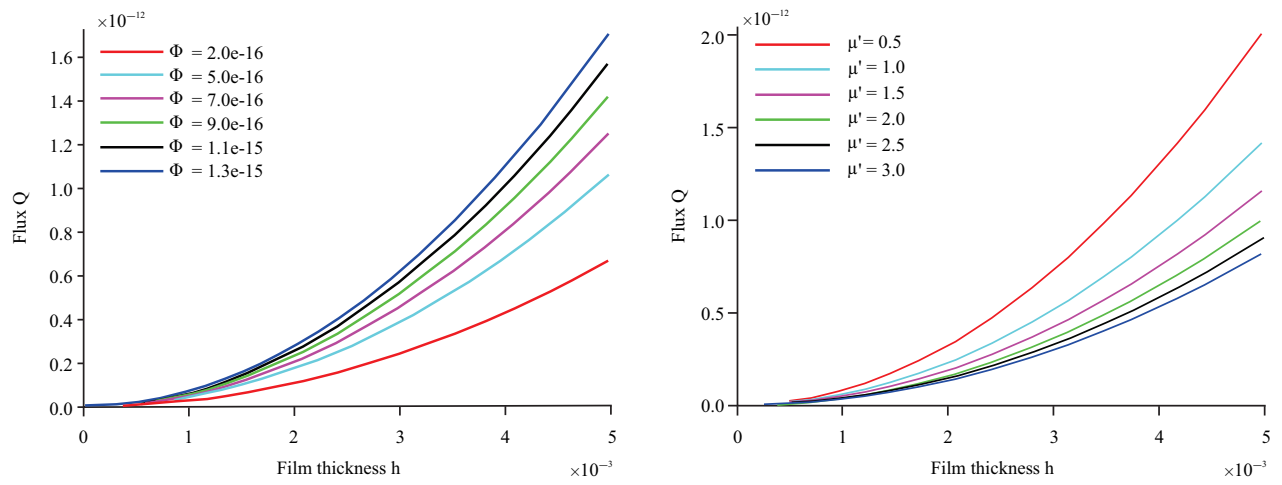 ×10⁻¹²
Φ = 2.0e-16
Φ = 5.0e-16
Φ = 7.0e-16
Φ = 9.0e-16
Φ = 1.1e-15
Φ = 1.3e-15
1.6
1.4
1.2
1.0
0.8
0.6
0.4
0.2
0.0
Flux Q
0 1 2 3 4 5
Film thickness h
×10⁻³
×10⁻¹²
μ' = 0.5
μ' = 1.0
μ' = 1.5
μ' = 2.0
μ' = 2.5
μ' = 3.0
2.0
1.5
1.0
0.5
0.0
Flux Q
0 1 2 3 4 5
Film thickness h
×10⁻³